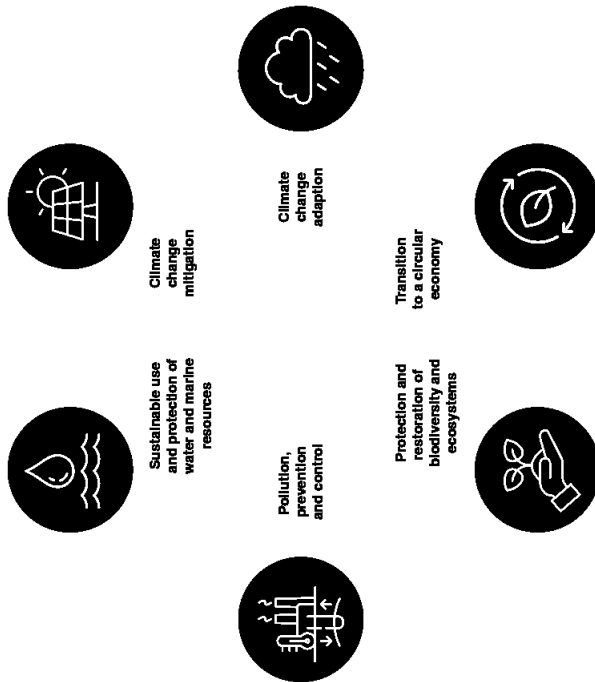 Sustainable use
and protection of
water and marine
resources
Climate
change
mitigation
Pollution,
prevention
and control
Climate
change
adaption
Protection and
restoration of
biodiversity and
ecosystems
Transition
to a circular
economy